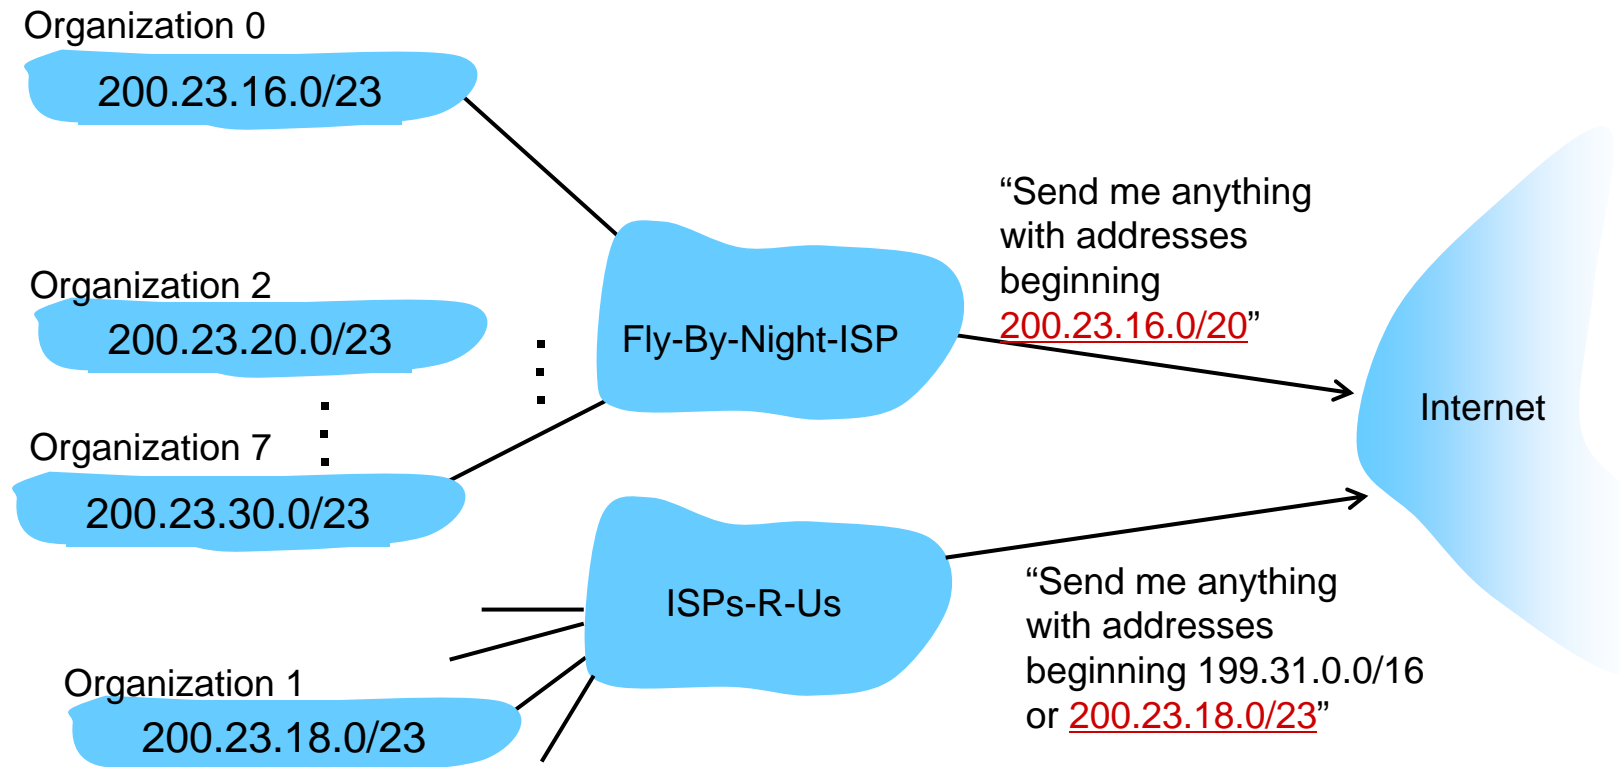 Organization 0
200.23.16.0/23
Organization 2
200.23.20.0/23
Organization 7
200.23.30.0/23
Organization 1
200.23.18.0/23
Fly-By-Night-ISP
ISPs-R-Us
“Send me anything
with addresses
beginning
200.23.16.0/20”
“Send me anything
with addresses
beginning 199.31.0.0/16
or 200.23.18.0/23”
Internet